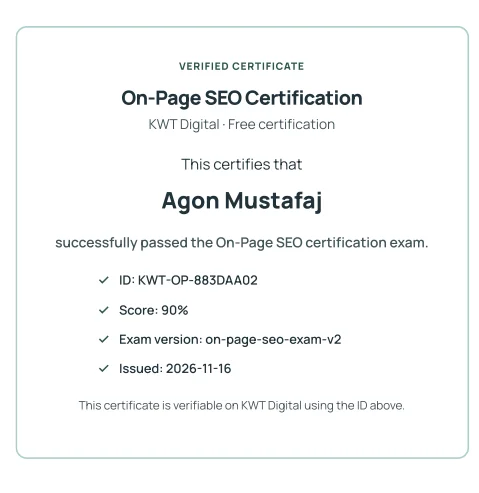 VERIFIED CERTIFICATE
On-Page SEO Certification
KWT Digital · Free certification
This certifies that
Agon Mustafaj
successfully passed the On-Page SEO certification exam.
ID: KWT-OP-883DAA02
Score: 90%
Exam version: on-page-seo-exam-v2
Issued: 2026-11-16
This certificate is verifiable on KWT Digital using the ID above.